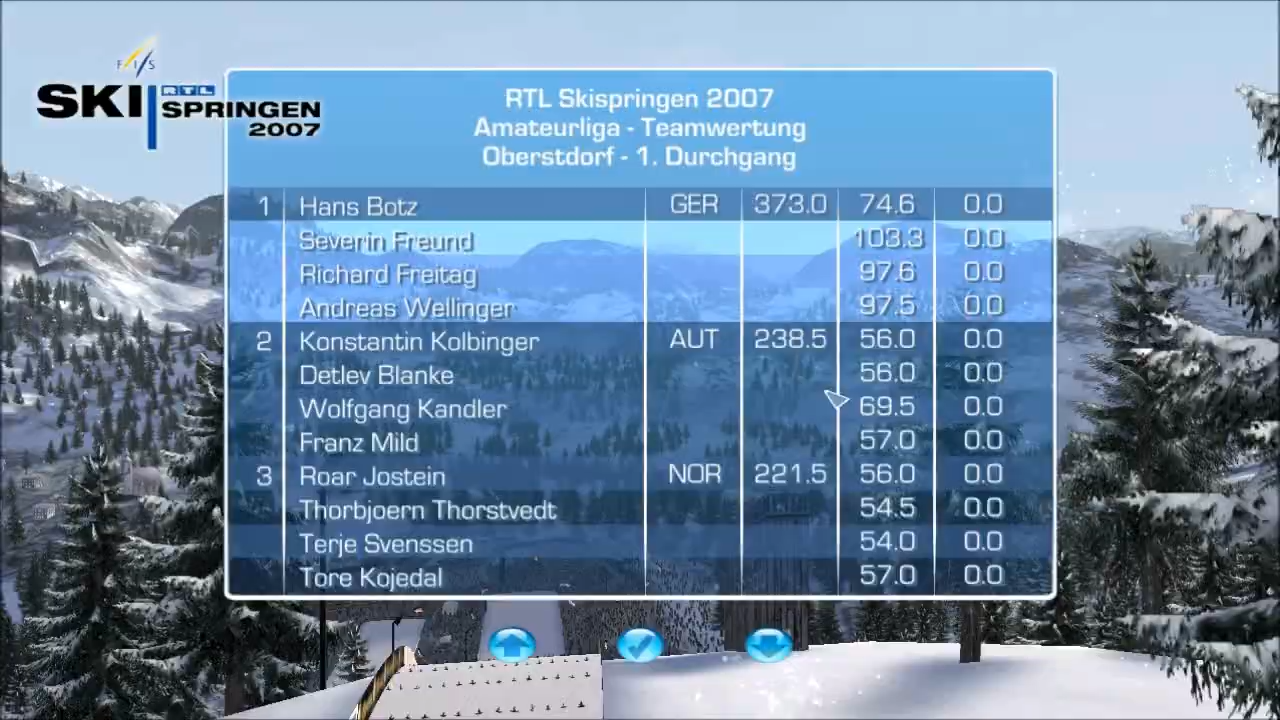 FIS
SKI RTL SPRINGEN
2007
RTL Skispringen 2007
Amateurliga - Teamwertung
Oberstdorf - 1. Durchgang
1 Hans Botz GER 373.0 74.6 0.0
Severin Freund 103.3 0.0
Richard Freitag 97.6 0.0
Andreas Wellinger 97.5 0.0
2 Konstantin Kolbinger AUT 238.5 56.0 0.0
Detlev Blanke 56.0 0.0
Wolfgang Kandler 69.5 0.0
Franz Mild 57.0 0.0
3 Roar Jostein NOR 221.5 56.0 0.0
Thorbjoern Thorstvedt 54.5 0.0
Terje Svenssen 54.0 0.0
Tore Kojedal 57.0 0.0